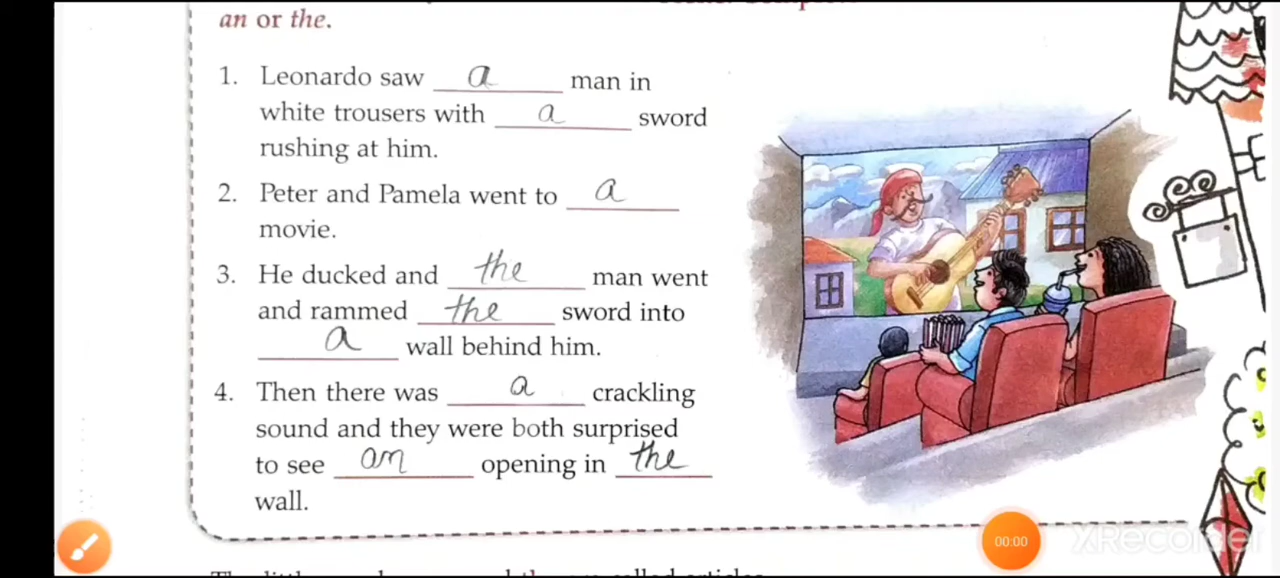 an or the.
1. Leonardo saw a man in
white trousers with a sword
rushing at him.
2. Peter and Pamela went to a
movie.
3. He ducked and the man went
and rammed the sword into
a wall behind him.
4. Then there was a crackling
sound and they were both surprised
to see an opening in the
wall.
00:00
XRecorder